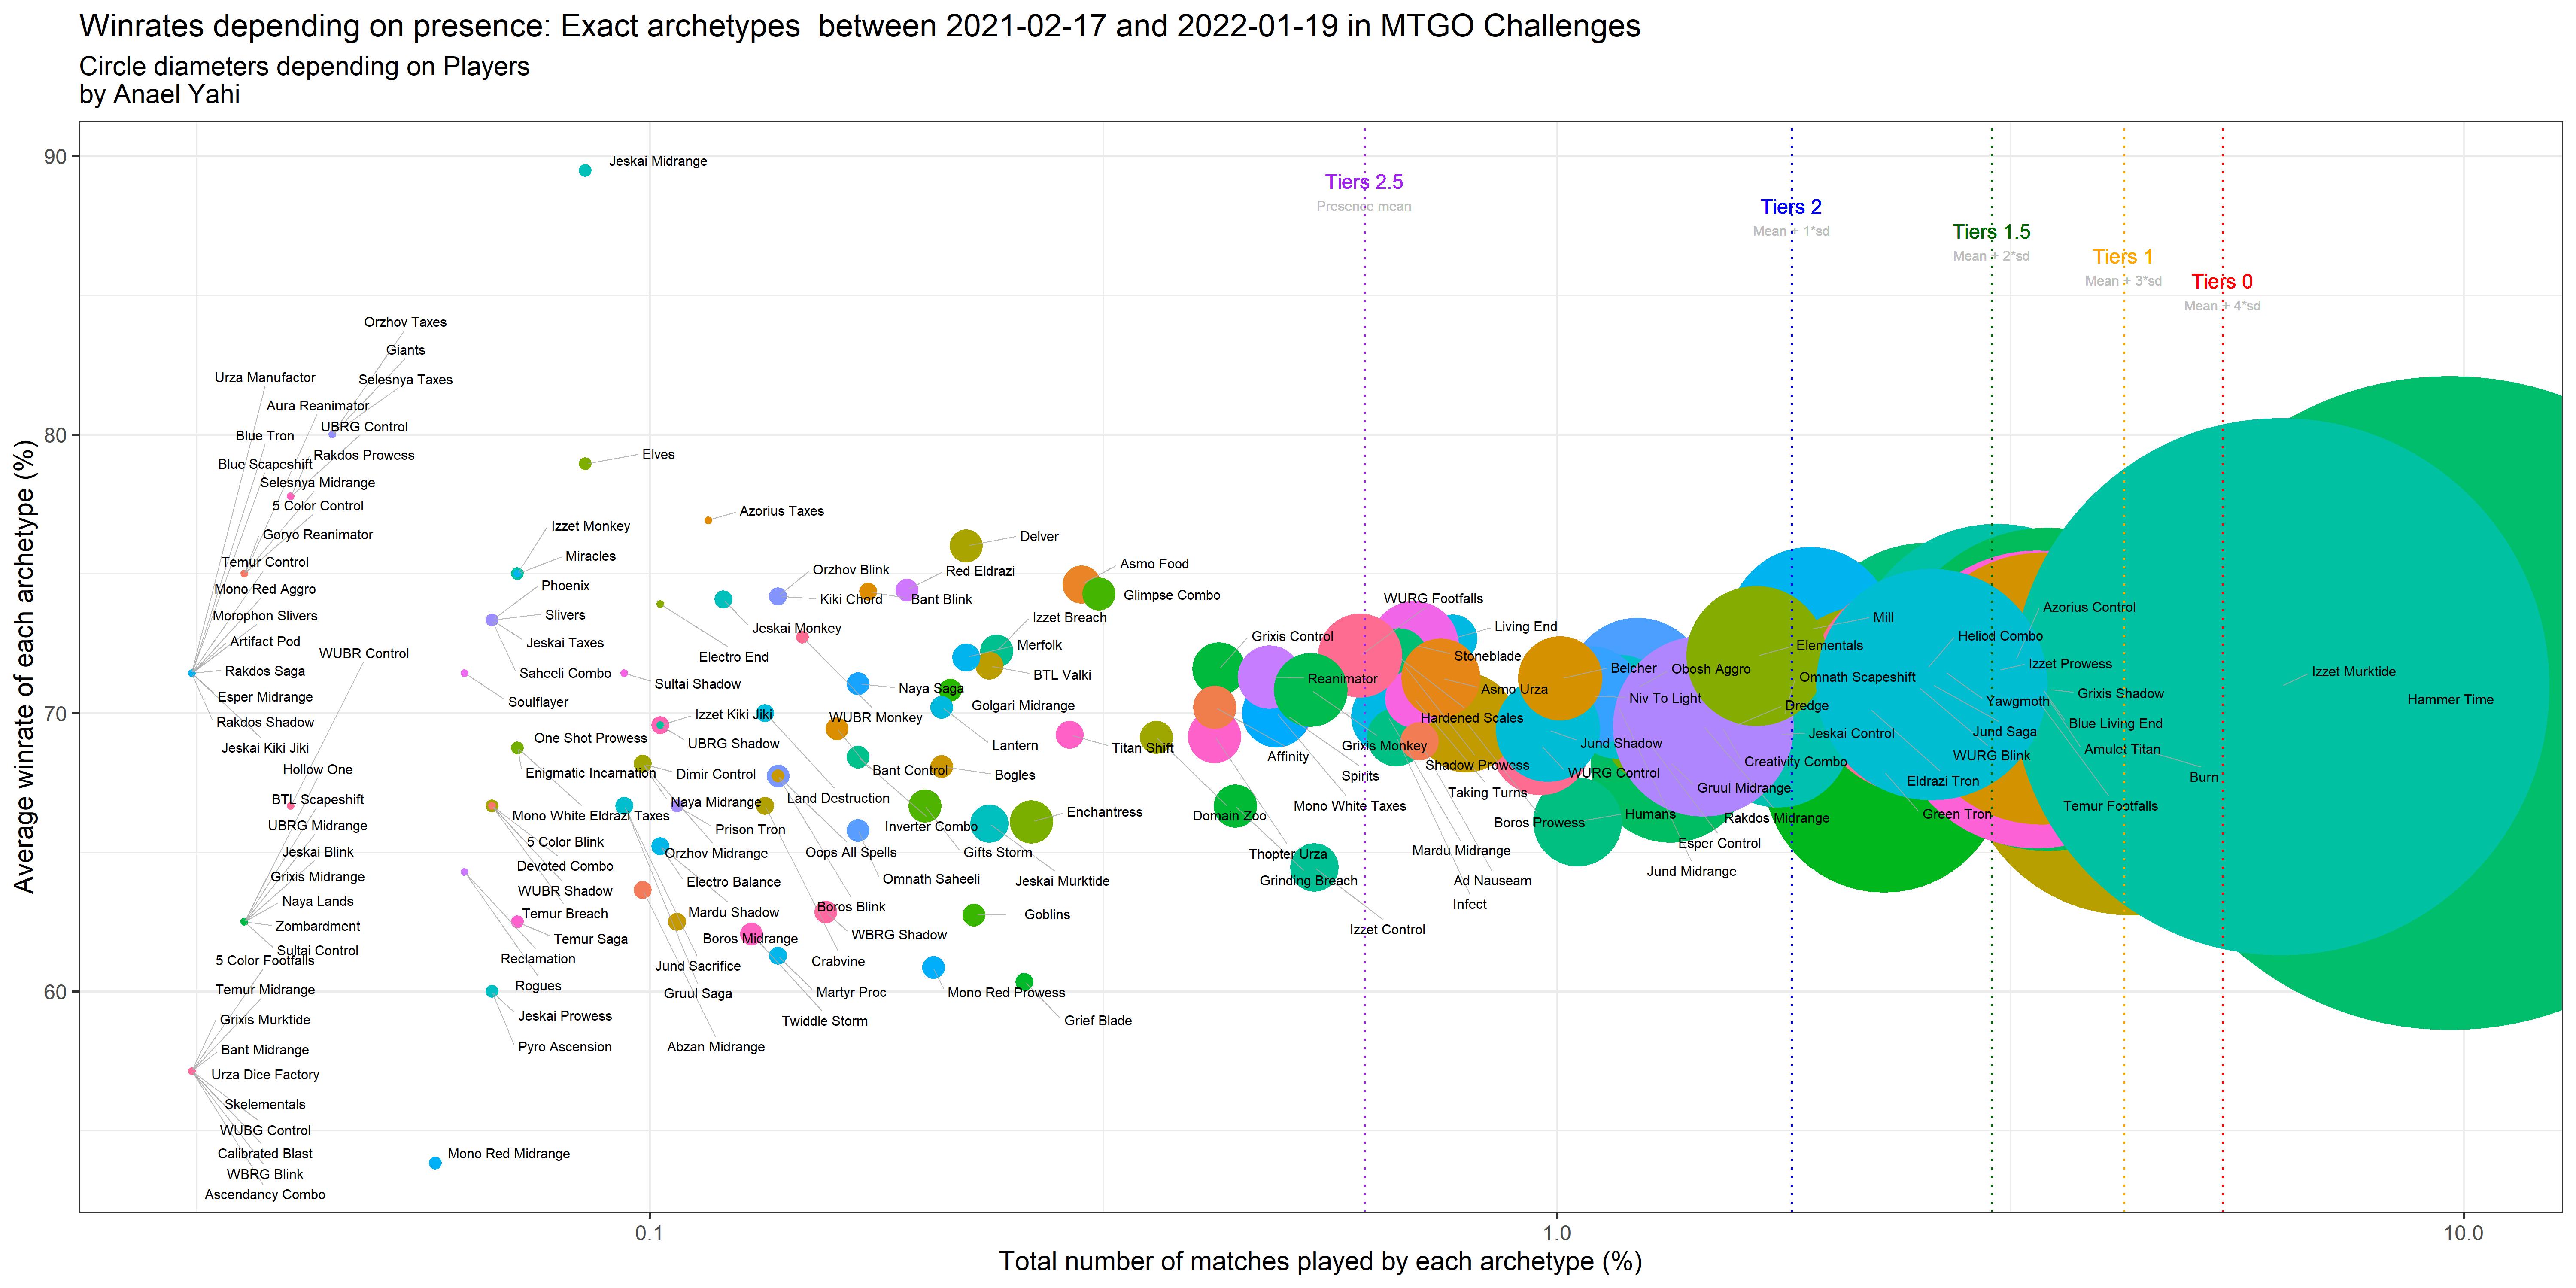 Winrates depending on presence: Exact archetypes  between 2021-02-17 and 2022-01-19 in MTGO Challenges
Circle diameters depending on Players
by Anael Yahi
Average winrate of each archetype (%)
90
80
70
60
Tiers 2.5
Presence mean
Tiers 2
Mean + 1*sd
Tiers 1.5
Mean + 2*sd
Tiers 1
Mean + 3*sd
Tiers 0
Mean + 4*sd
Jeskai Midrange
Orzhov Taxes
Giants
Urza Manufactor
Selesnya Taxes
Aura Reanimator
UBRG Control
Blue Tron
Rakdos Prowess
Blue Scapeshift
Selesnya Midrange
5 Color Control
Goryo Reanimator
Temur Control
Mono Red Aggro
Morophon Slivers
Artifact Pod
WUBR Control
Rakdos Saga
Esper Midrange
Rakdos Shadow
Jeskai Kiki Jiki
Hollow One
BTL Scapeshift
UBRG Midrange
Jeskai Blink
Grixis Midrange
Naya Lands
Zombardment
Sultai Control
5 Color Footfalls
Temur Midrange
Grixis Murktide
Bant Midrange
Urza Dice Factory
Skelementals
WUBG Control
Calibrated Blast
WBRG Blink
Ascendancy Combo
Mono Red Midrange
Elves
Azorius Taxes
Izzet Monkey
Miracles
Phoenix
Slivers
Jeskai Taxes
Saheeli Combo
Soulflayer
Sultai Shadow
Electro End
Jeskai Monkey
Orzhov Blink
Kiki Chord
Bant Blink
Red Eldrazi
Delver
Asmo Food
Glimpse Combo
Izzet Breach
Merfolk
BTL Valki
Naya Saga
Golgari Midrange
WUBR Monkey
Lantern
Izzet Kiki Jiki
One Shot Prowess
UBRG Shadow
Titan Shift
Enigmatic Incarnation
Dimir Control
Bant Control
Bogles
Land Destruction
Naya Midrange
Mono White Eldrazi Taxes
Prison Tron
Enchantress
Inverter Combo
5 Color Blink
Orzhov Midrange
Oops All Spells
Gifts Storm
Devoted Combo
Electro Balance
Omnath Saheeli
Jeskai Murktide
WUBR Shadow
Temur Breach
Mardu Shadow
Boros Blink
Goblins
Temur Saga
Boros Midrange
WBRG Shadow
Reclamation
Jund Sacrifice
Crabvine
Rogues
Gruul Saga
Martyr Proc
Mono Red Prowess
Jeskai Prowess
Twiddle Storm
Grief Blade
Pyro Ascension
Abzan Midrange
WURG Footfalls
Grixis Control
Living End
Stoneblade
Reanimator
Asmo Urza
Belcher
Obosh Aggro
Niv To Light
Hardened Scales
Grixis Monkey
Jund Shadow
Affinity
Shadow Prowess
WURG Control
Spirits
Taking Turns
Mono White Taxes
Domain Zoo
Boros Prowess
Humans
Thopter Urza
Mardu Midrange
Esper Control
Grinding Breach
Ad Nauseam
Jund Midrange
Infect
Izzet Control
Mill
Elementals
Azorius Control
Heliod Combo
Izzet Prowess
Omnath Scapeshift
Izzet Murktide
Grixis Shadow
Yawgmoth
Hammer Time
Dredge
Blue Living End
Jeskai Control
Jund Saga
Amulet Titan
WURG Blink
Creativity Combo
Eldrazi Tron
Burn
Gruul Midrange
Temur Footfalls
Rakdos Midrange
Green Tron
0.1
1.0
10.0
Total number of matches played by each archetype (%)